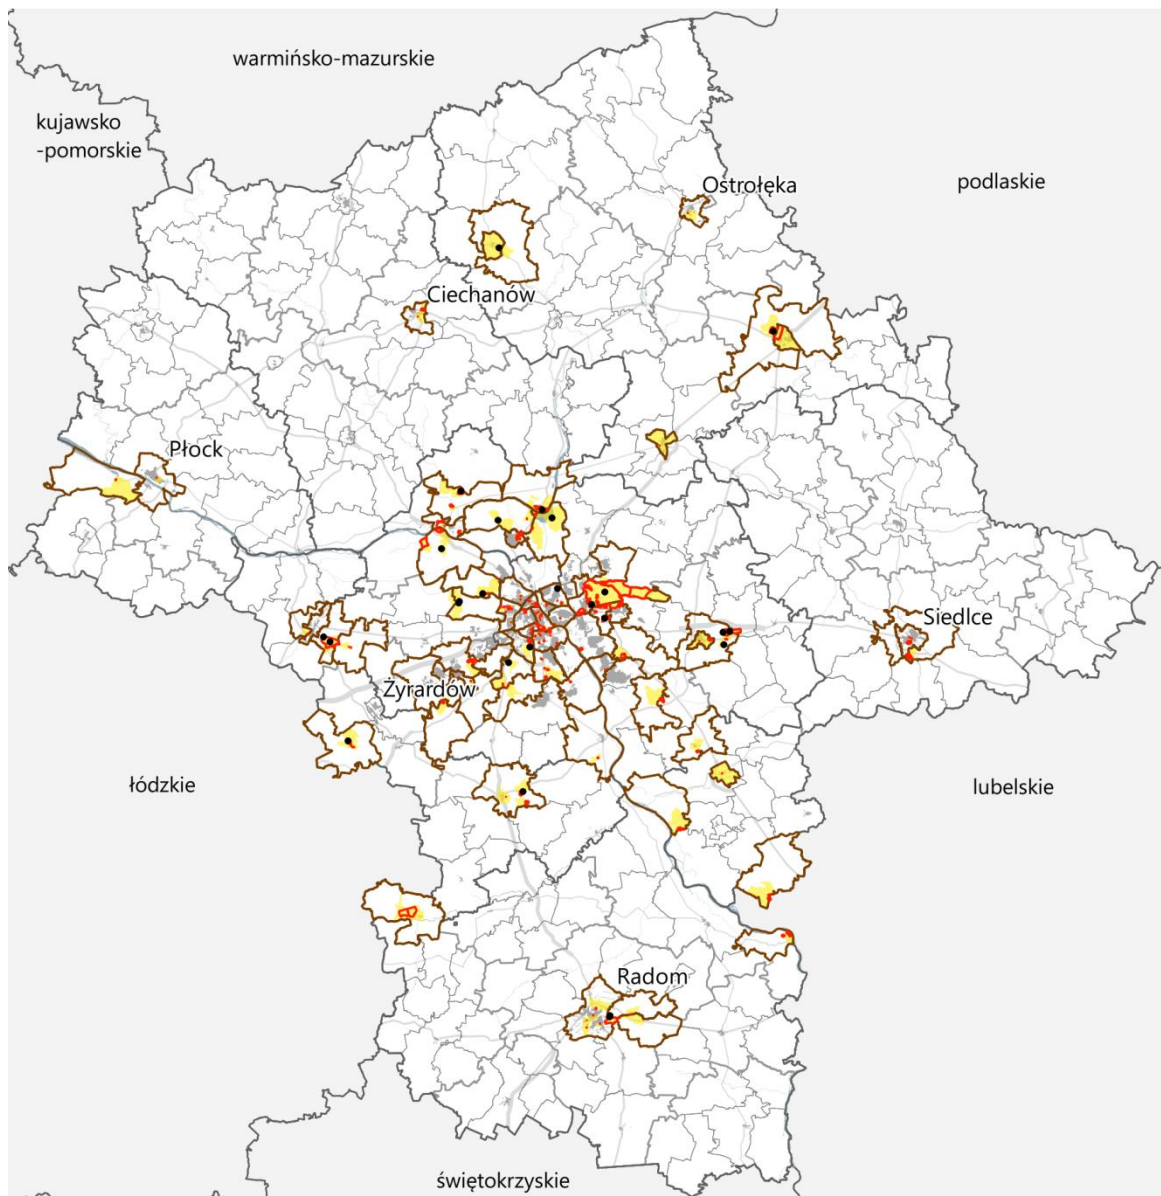 warmińsko-mazurskie
kujawsko
-pomorskie
Ostrołęka
podlaskie
Ciechanów
Płock
Siedlce
Żyrardów
łódzkie
lubelskie
Radom
świętokrzyskie